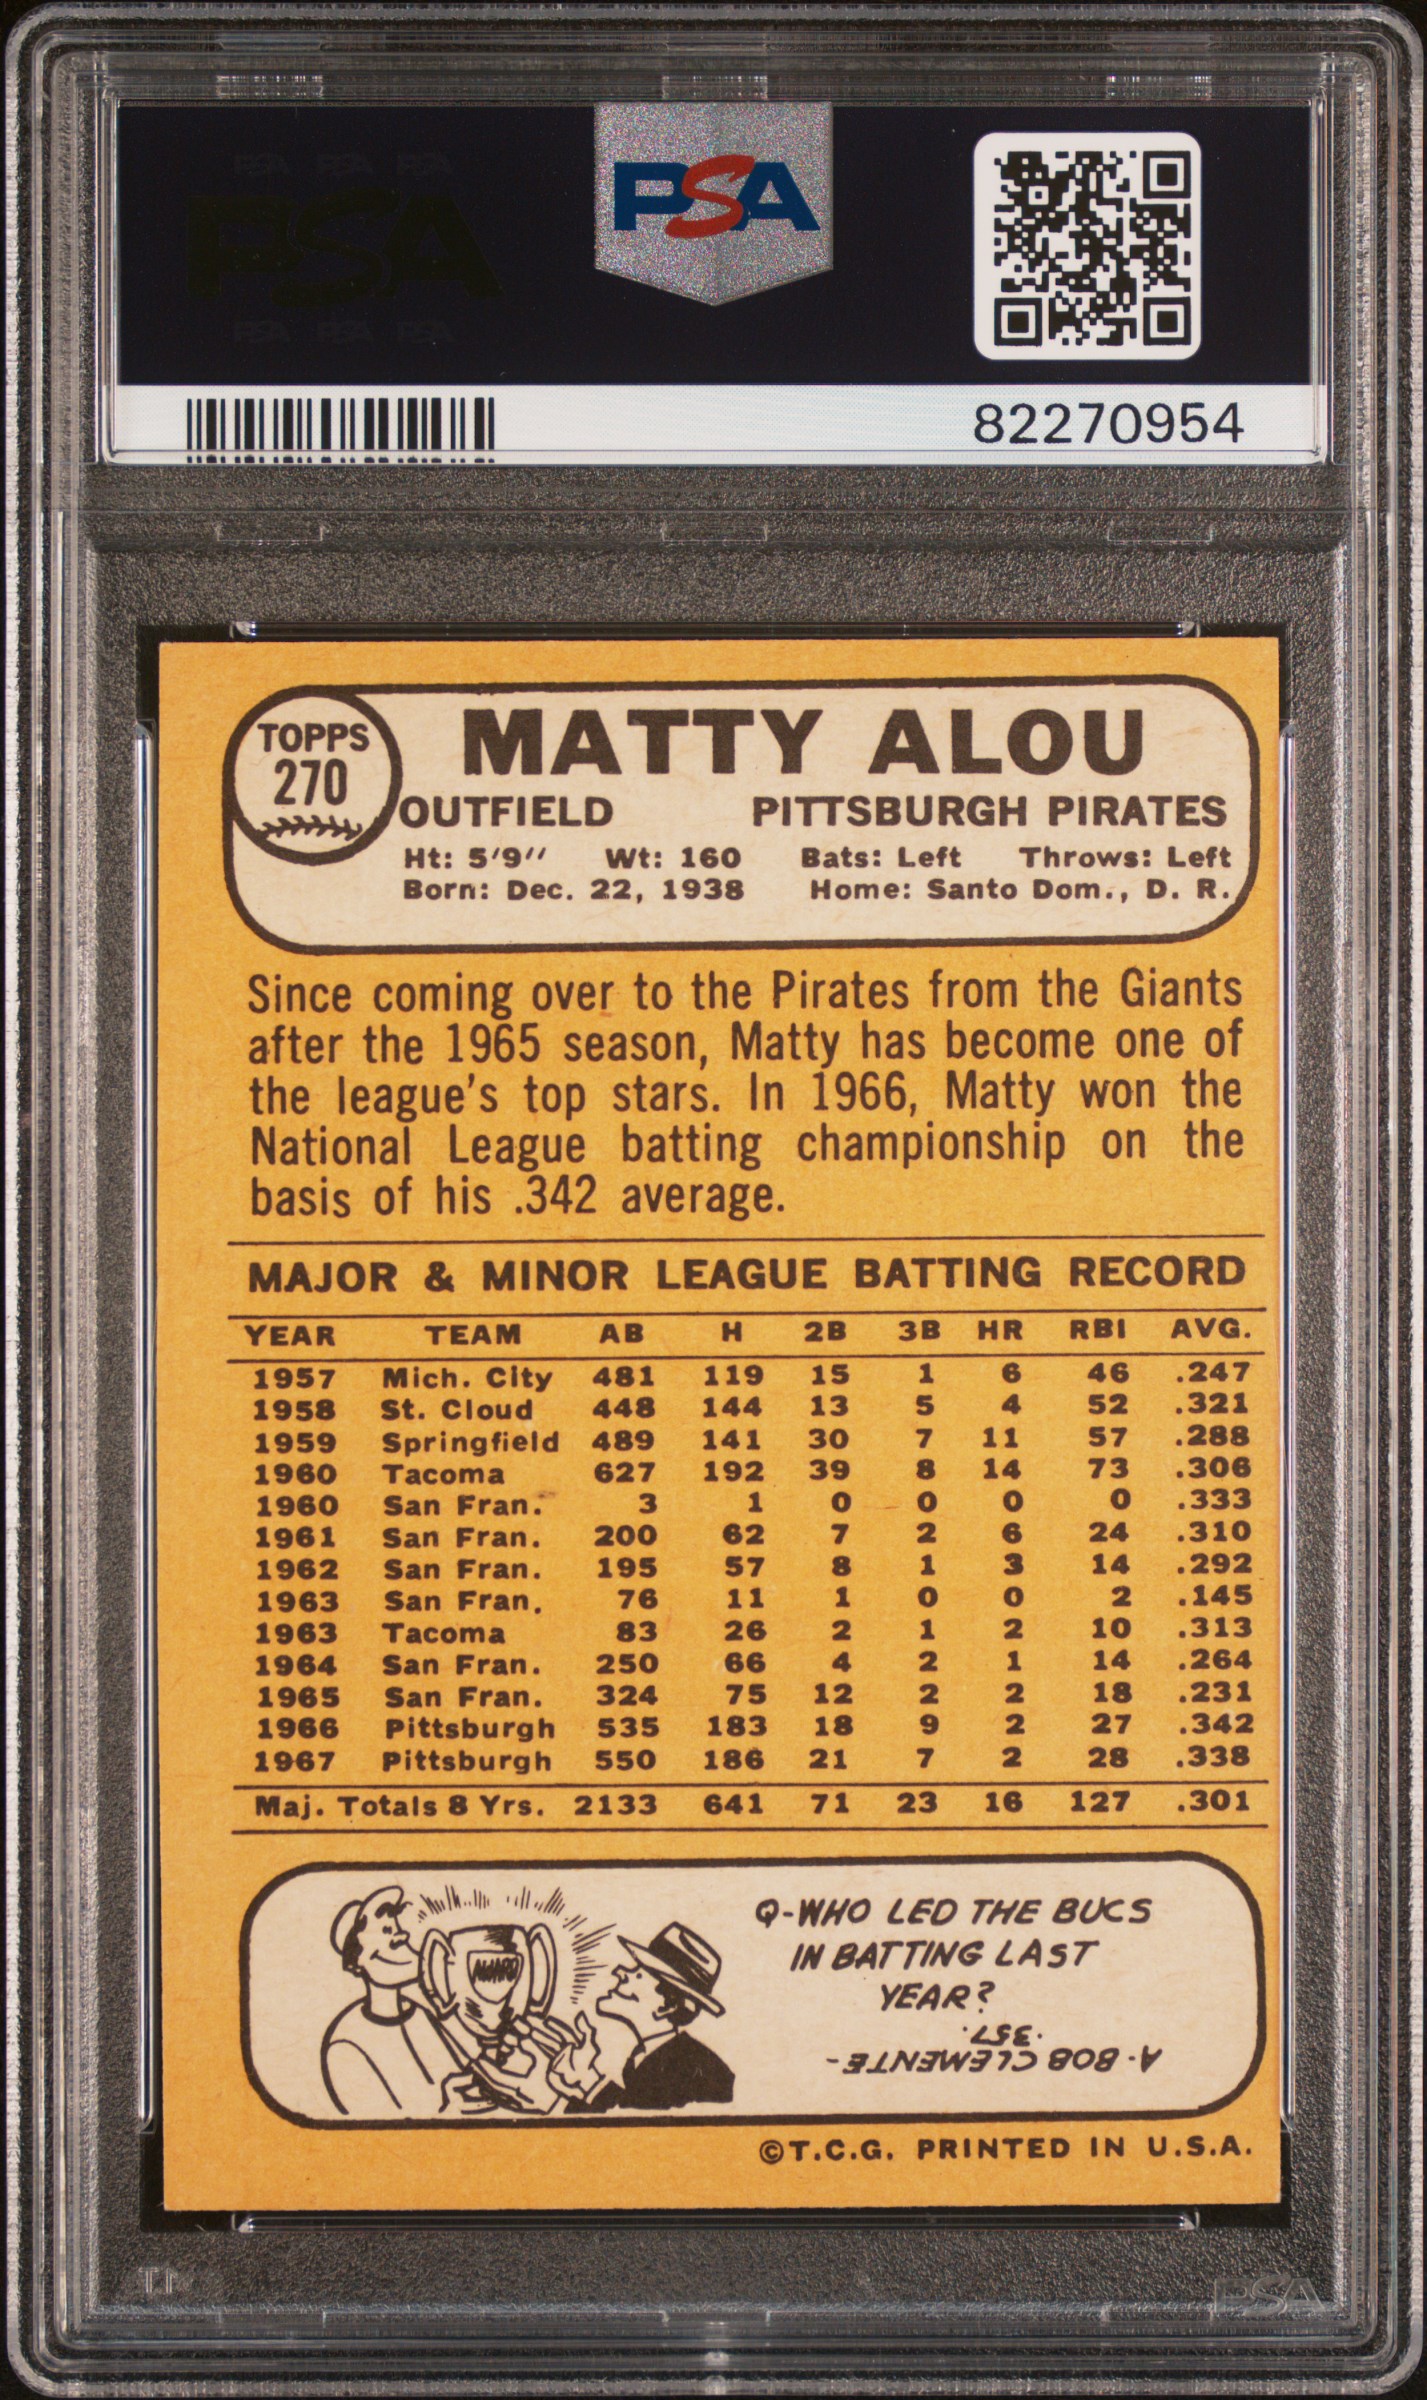 PSA PSA PSA
PSA
PSA PSA PSA
PSA
82270954
TOPPS
270
MATTY ALOU
OUTFIELD PITTSBURGH PIRATES
Ht: 5'9" Wt: 160 Bats: Left Throws: Left
Born: Dec. 22, 1938 Home: Santo Dom., D. R.
Since coming over to the Pirates from the Giants
after the 1965 season, Matty has become one of
the league's top stars. In 1966, Matty won the
National League batting championship on the
basis of his .342 average.
MAJOR & MINOR LEAGUE BATTING RECORD
YEAR TEAM AB H 2B 3B HR RBI AVG.
1957 Mich. City 481 119 15 1 6 46 .247
1958 St. Cloud 448 144 13 5 4 52 .321
1959 Springfield 489 141 30 7 11 57 .288
1960 Tacoma 627 192 39 8 14 73 .306
1960 San Fran. 3 1 0 0 0 0 .333
1961 San Fran. 200 62 7 2 6 24 .310
1962 San Fran. 195 57 8 1 3 14 .292
1963 San Fran. 76 11 1 0 0 2 .145
1963 Tacoma 83 26 2 1 2 10 .313
1964 San Fran. 250 66 4 2 1 14 .264
1965 San Fran. 324 75 12 2 2 18 .231
1966 Pittsburgh 535 183 18 9 2 27 .342
1967 Pittsburgh 550 186 21 7 2 28 .338
Maj. Totals 8 Yrs. 2133 641 71 23 16 127 .301
AWARD
Q-WHO LED THE BUCS
IN BATTING LAST
YEAR?
A-BOB CLEMENTE-
.357.
©T.C.G. PRINTED IN U.S.A.
PSA